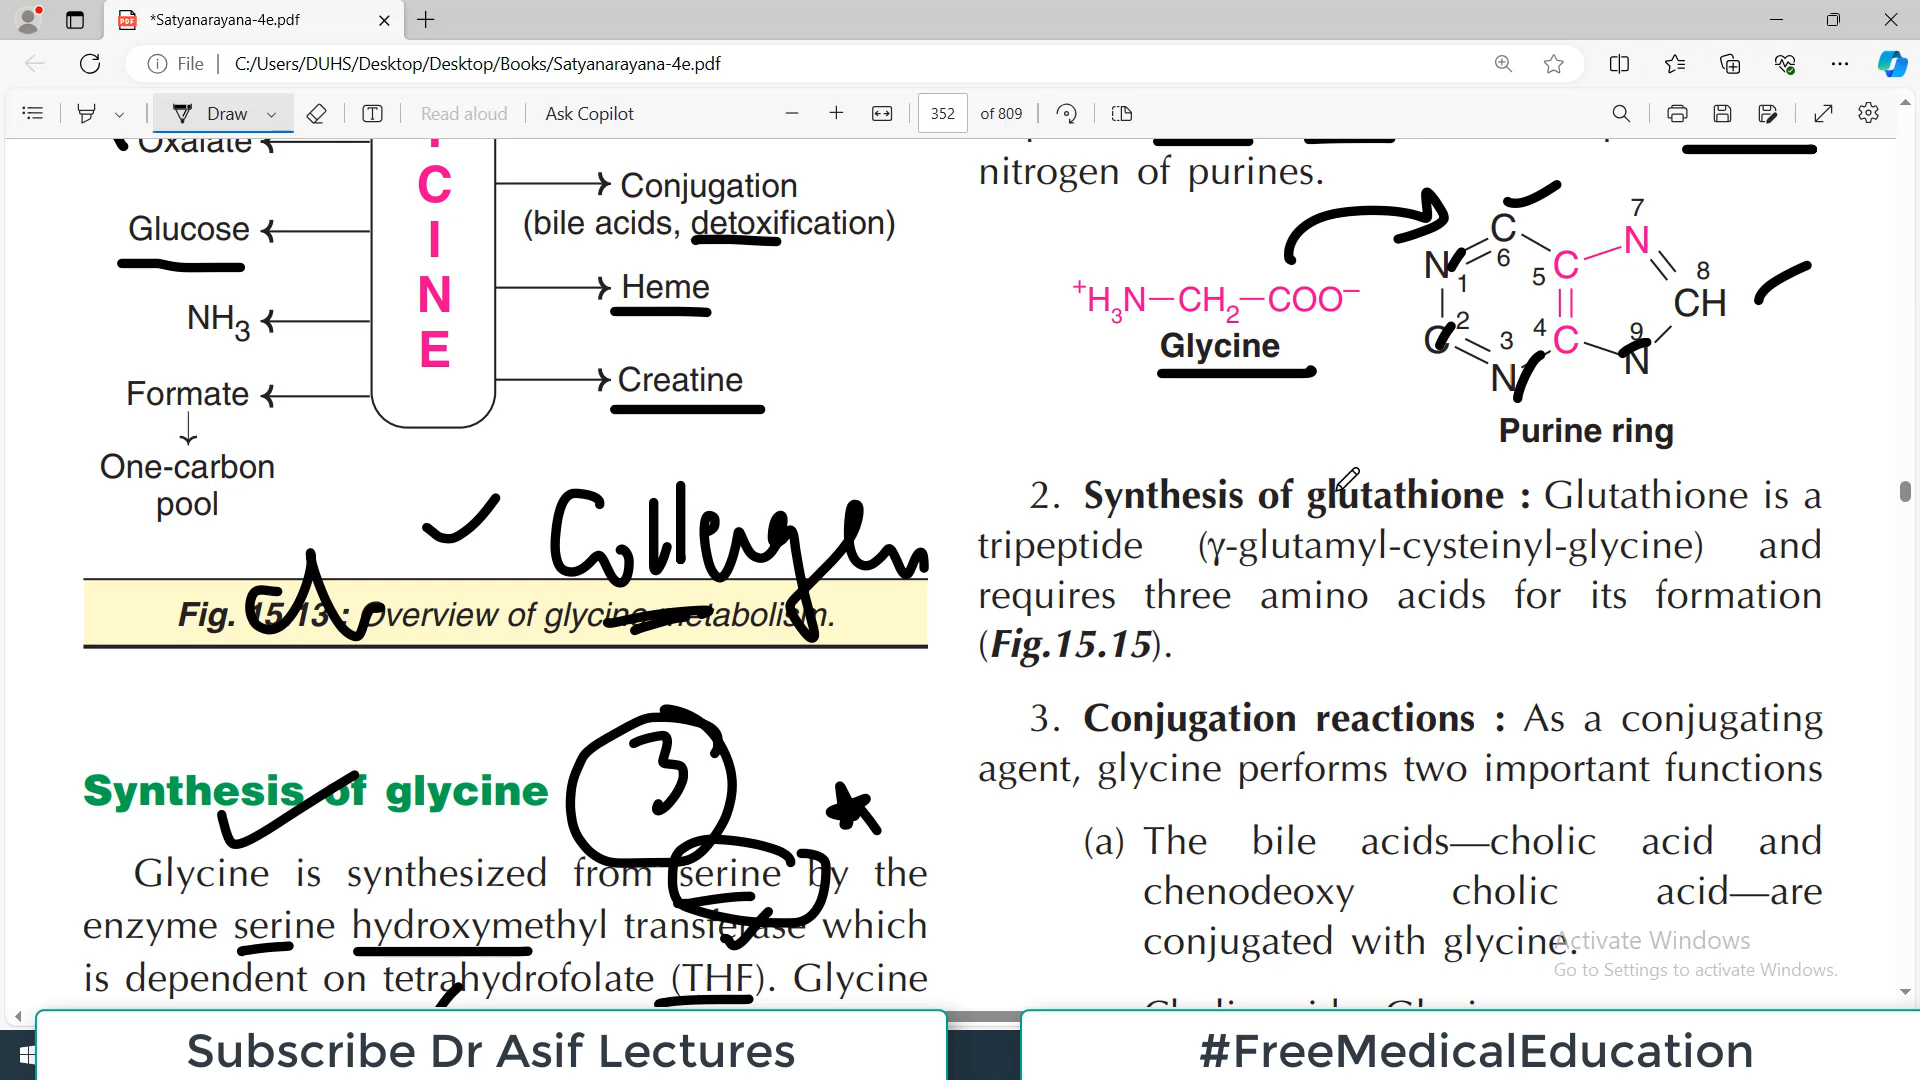 *Satyanarayana-4e.pdf
File
C:/Users/DUHS/Desktop/Desktop/Books/Satyanarayana-4e.pdf
Draw
Read aloud
Ask Copilot
352 of 809
Oxalate
Glucose
NH3
Formate
One-carbon
pool
C
I
N
E
Conjugation
(bile acids, detoxification)
Heme
Creatine
Collengen
Fig. 15.13 : Overview of glycine metabolism.
Synthesis of glycine
3
Glycine is synthesized from serine by the
enzyme serine hydroxymethyl transferase which
is dependent on tetrahydrofolate (THF). Glycine
nitrogen of purines.
+H3N—CH2—COO−
Glycine
C
6
N
1
5
C
N
7
8
CH
C
2
3
N
4
C
9
N
Purine ring
2. Synthesis of glutathione : Glutathione is a
tripeptide (γ-glutamyl-cysteinyl-glycine) and
requires three amino acids for its formation
(Fig.15.15).
3. Conjugation reactions : As a conjugating
agent, glycine performs two important functions
(a) The bile acids—cholic acid and
chenodeoxy cholic acid—are
conjugated with glycine.
Activate Windows
Go to Settings to activate Windows.
Subscribe Dr Asif Lectures
#FreeMedicalEducation